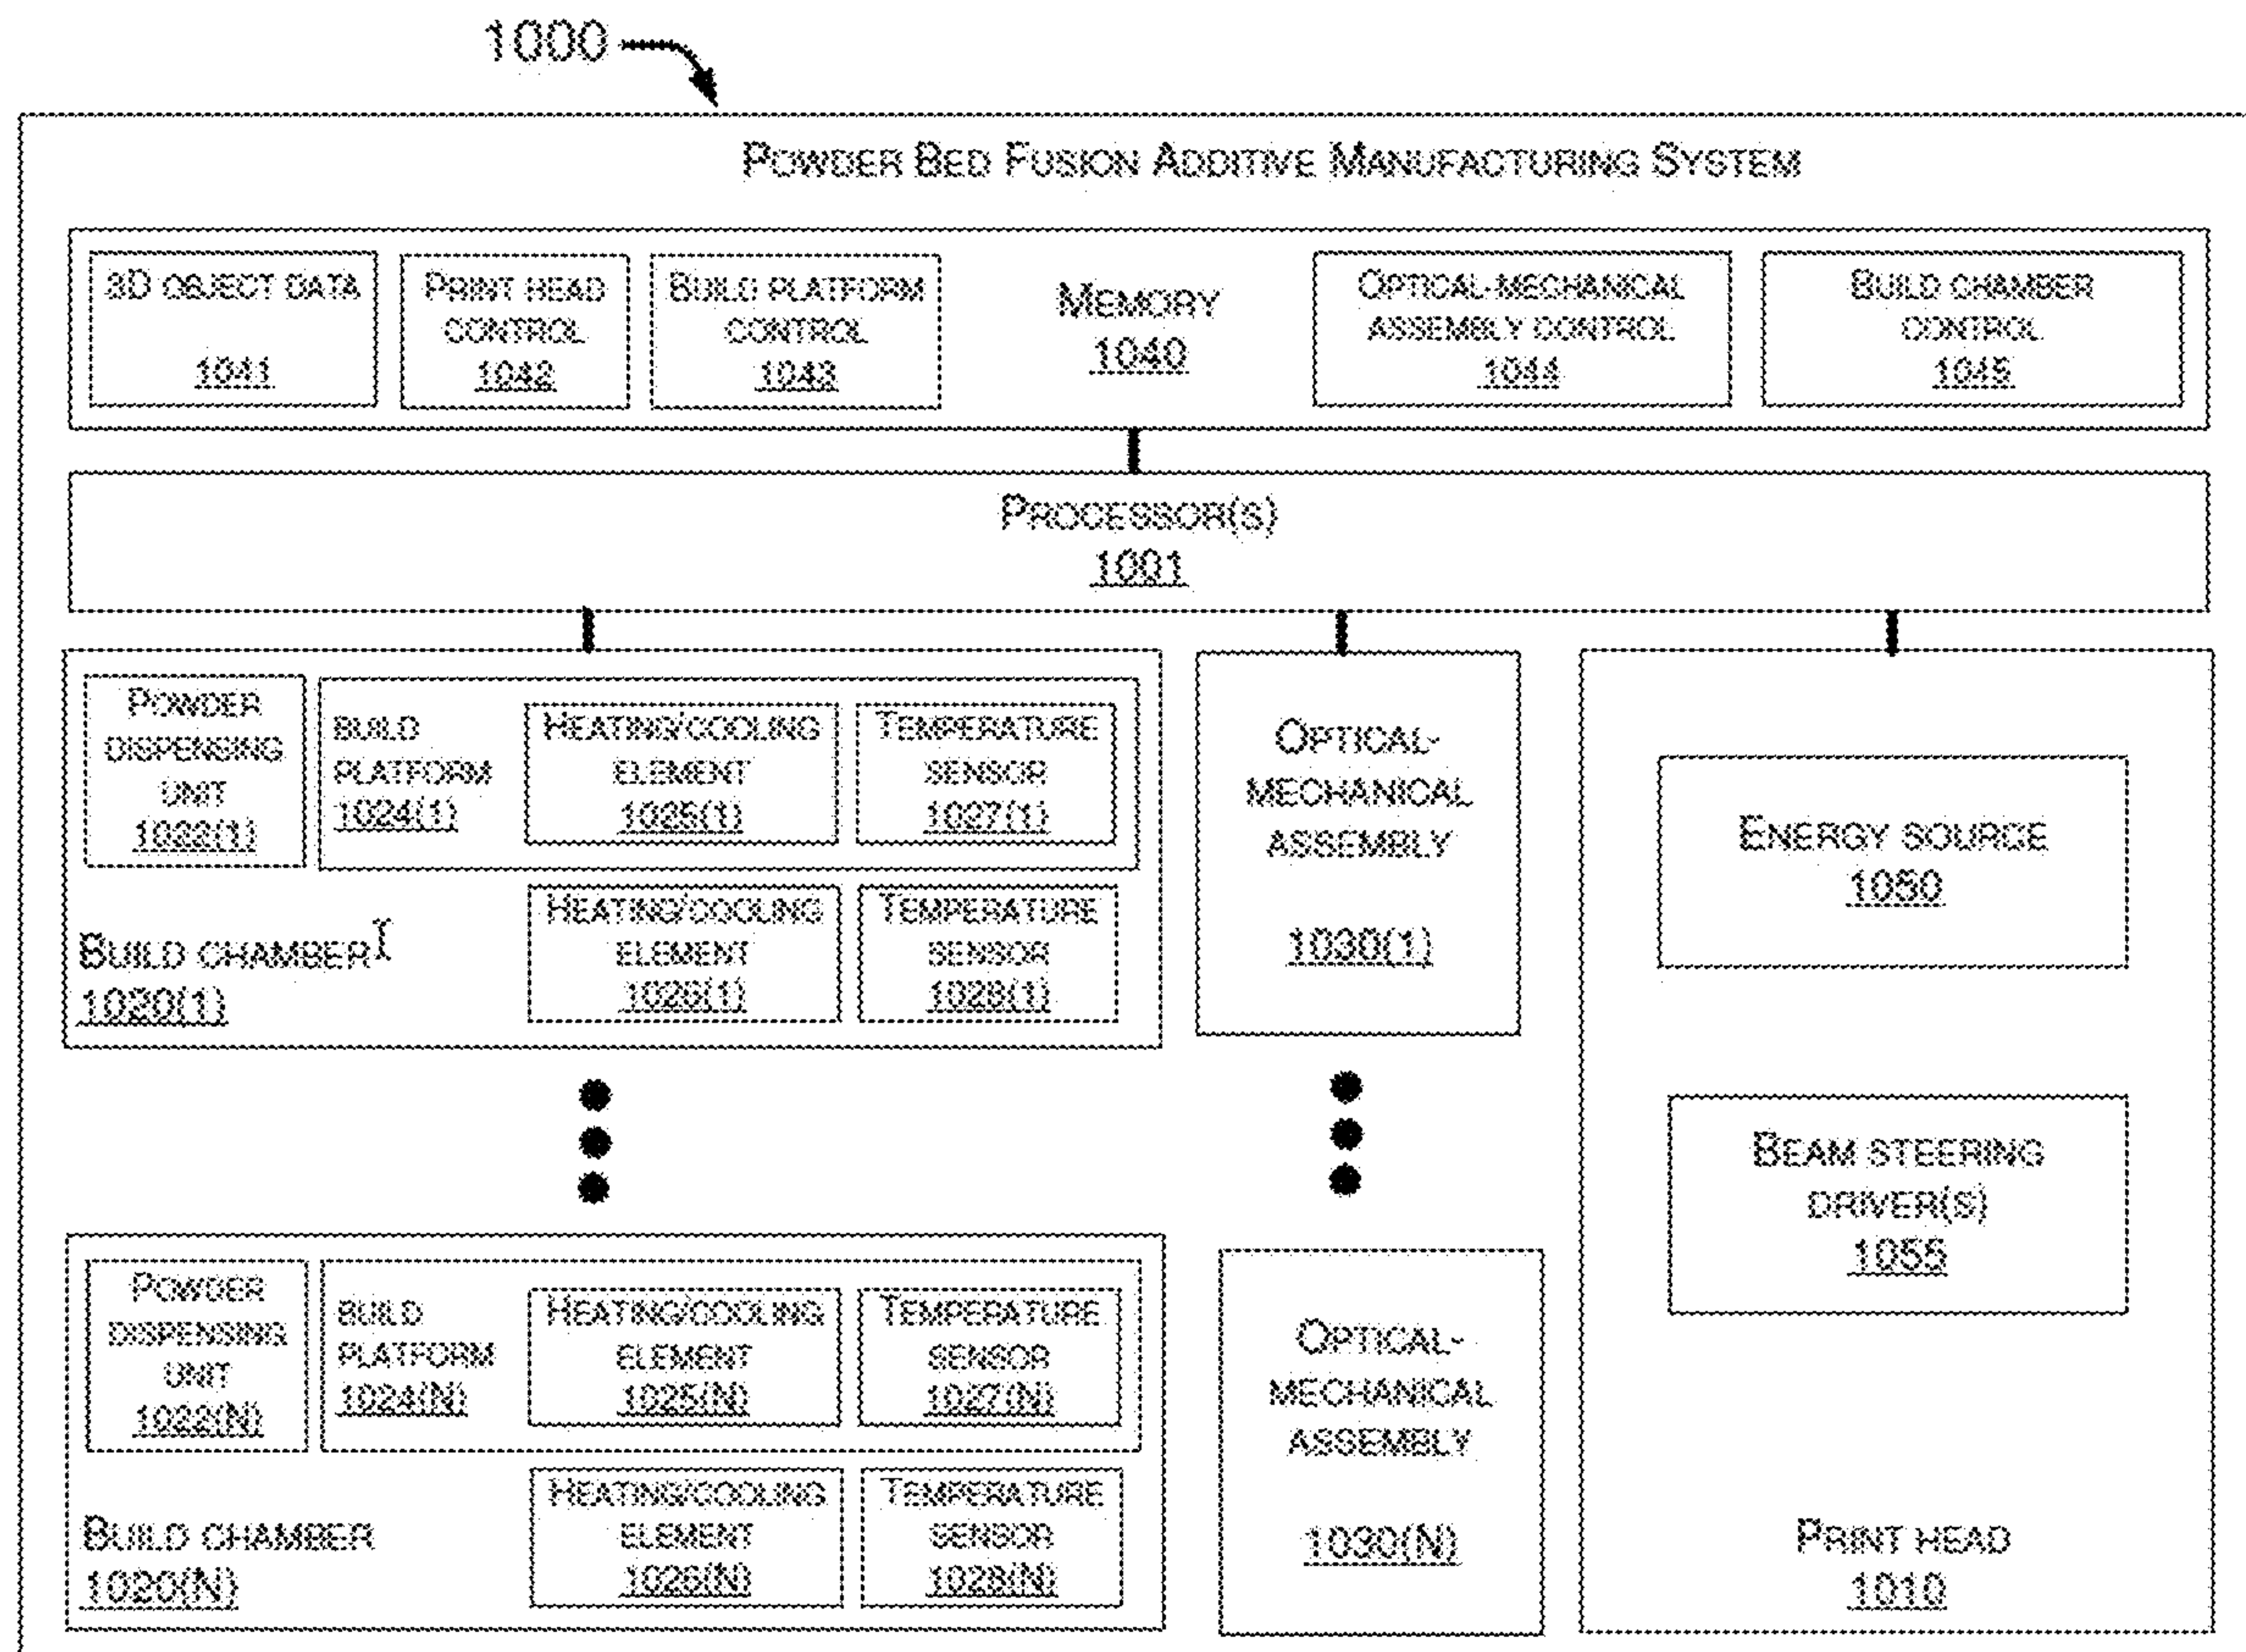 1000
POWDER BED FUSION ADDITIVE MANUFACTURING SYSTEM
3D OBJECT DATA
1041
PRINT HEAD
CONTROL
1042
BUILD PLATFORM
CONTROL
1043
MEMORY
1040
OPTICAL-MECHANICAL
ASSEMBLY CONTROL
1044
BUILD CHAMBER
CONTROL
1045
PROCESSOR(S)
1001
POWDER
DISPENSING
UNIT
1022(1)
BUILD
PLATFORM
1024(1)
HEATING/COOLING
ELEMENT
1025(1)
TEMPERATURE
SENSOR
1027(1)
HEATING/COOLING
ELEMENT
1026(1)
TEMPERATURE
SENSOR
1028(1)
BUILD CHAMBER
1020(1)
OPTICAL-
MECHANICAL
ASSEMBLY
1030(1)
ENERGY SOURCE
1050
BEAM STEERING
DRIVER(S)
1055
POWDER
DISPENSING
UNIT
1022(N)
BUILD
PLATFORM
1024(N)
HEATING/COOLING
ELEMENT
1025(N)
TEMPERATURE
SENSOR
1027(N)
HEATING/COOLING
ELEMENT
1026(N)
TEMPERATURE
SENSOR
1028(N)
BUILD CHAMBER
1020(N)
OPTICAL-
MECHANICAL
ASSEMBLY
1030(N)
PRINT HEAD
1010